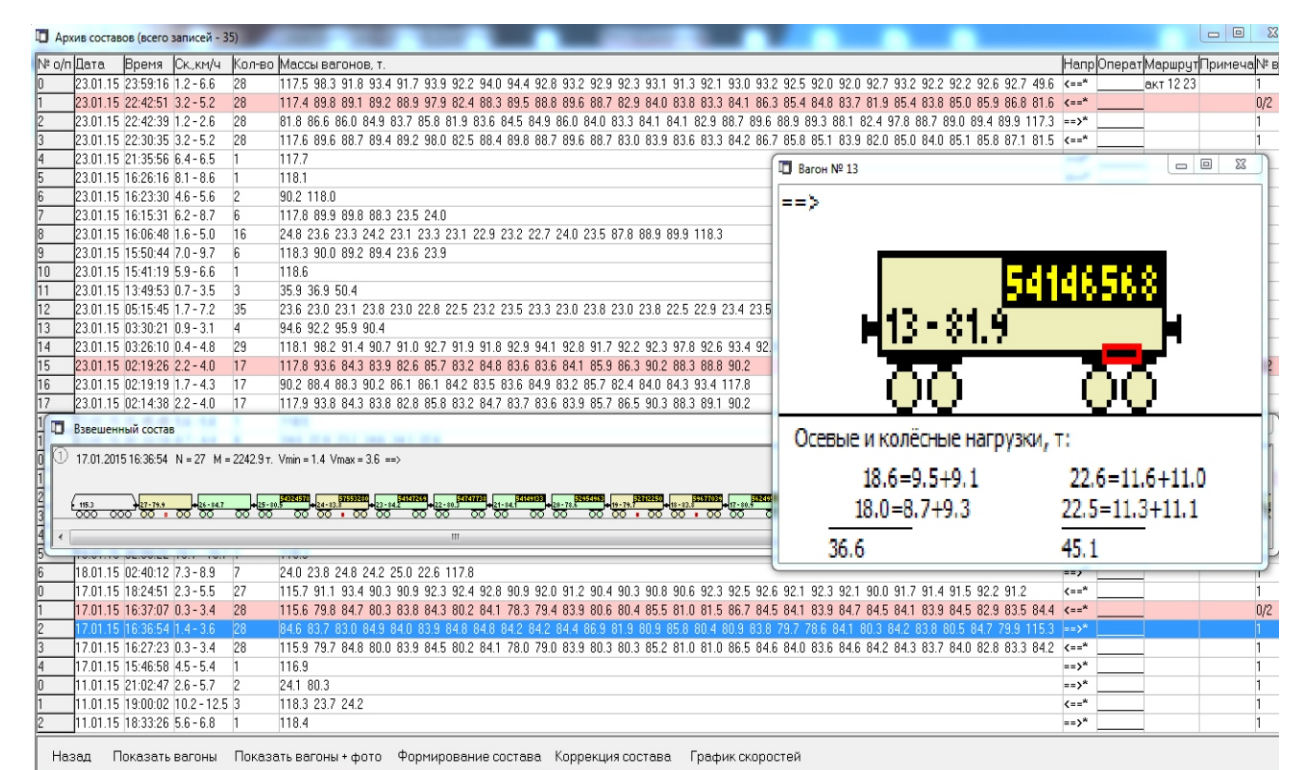 Архив составов (всего записей - 35)
№ о/п Дата Время Ск.,км/ч Кол-во Массы вагонов, т. Напр Операт Маршрут Примеча № в
0 23.01.15 23:59:16 1.2 - 6.6 28 117.5 98.3 91.8 93.4 91.7 93.9 92.2 94.0 94.4 92.8 93.2 92.9 92.3 93.1 91.3 92.1 93.0 93.2 92.5 92.0 92.0 92.7 93.2 92.2 92.2 92.6 92.7 49.6 <==* акт 12 23 1
1 23.01.15 22:42:51 3.2 - 5.2 28 117.4 89.8 89.1 89.2 88.9 97.9 82.4 88.3 89.5 88.8 89.6 88.7 82.9 84.0 83.8 83.3 84.1 86.3 85.4 84.8 83.7 81.9 85.4 83.8 85.0 85.9 86.8 81.6 <==* 0/2
2 23.01.15 22:42:39 1.2 - 2.6 28 81.8 86.6 86.0 84.9 83.7 85.8 81.9 83.6 84.5 84.9 86.0 84.0 83.3 84.1 84.1 82.9 88.7 89.6 88.9 89.3 88.1 82.4 97.8 88.7 89.0 89.4 89.9 117.3 ==>* 1
3 23.01.15 22:30:35 3.2 - 5.2 28 117.6 89.6 88.7 89.4 89.2 98.0 82.5 88.4 89.8 88.7 89.6 88.7 83.0 83.9 83.6 83.3 84.2 86.7 85.8 85.1 83.9 82.0 85.0 84.0 85.1 85.8 87.1 81.5 <==* 1
4 23.01.15 21:35:56 6.4 - 6.5 1 117.7
5 23.01.15 16:26:16 8.1 - 8.6 1 118.1
6 23.01.15 16:23:30 4.6 - 5.6 2 90.2 118.0
7 23.01.15 16:15:31 6.2 - 8.7 6 117.8 89.9 89.8 88.3 23.5 24.0
8 23.01.15 16:06:48 1.6 - 5.0 16 24.8 23.6 23.3 24.2 23.1 23.3 23.1 22.9 23.2 22.7 24.0 23.5 87.8 88.9 89.9 118.3
9 23.01.15 15:50:44 7.0 - 9.7 6 118.3 90.0 89.2 89.4 23.6 23.9
10 23.01.15 15:41:19 5.9 - 6.6 1 118.6
11 23.01.15 13:49:53 0.7 - 3.5 3 35.9 36.9 50.4
12 23.01.15 05:15:45 1.7 - 7.2 35 23.6 23.0 23.1 23.8 23.0 22.8 22.5 23.2 23.5 23.3 23.0 23.8 23.0 23.8 22.5 22.9 23.4 23.5
13 23.01.15 03:30:21 0.9 - 3.1 4 94.6 92.2 95.9 90.4
14 23.01.15 03:26:10 0.4 - 4.8 29 118.1 98.2 91.4 90.7 91.0 92.7 91.9 91.8 92.9 94.1 92.8 91.7 92.2 92.3 97.8 92.6 93.4 92.
15 23.01.15 02:19:26 2.2 - 4.0 17 117.8 93.6 84.3 83.9 82.6 85.7 83.2 84.8 83.6 83.6 84.1 85.9 86.3 90.2 88.3 88.8 90.2
16 23.01.15 02:19:19 1.7 - 4.3 17 90.2 88.4 88.3 90.2 86.1 86.1 84.2 83.5 83.6 84.9 83.2 85.7 82.4 84.0 84.3 93.4 117.8
17 23.01.15 02:14:38 2.2 - 4.0 17 117.9 93.8 84.3 83.8 82.8 85.8 83.2 84.7 83.7 83.6 83.9 85.7 86.5 90.3 88.3 89.1 90.2
Вагон № 13
==>
54146568
13 - 81.9
Осевые и колёсные нагрузки, т:
18.6=9.5+9.1 22.6=11.6+11.0
18.0=8.7+9.3 22.5=11.3+11.1
36.6 45.1
Взвешенный состав
1 17.01.2015 16:36:54 N = 27 M = 2242.9 т. Vmin = 1.4 Vmax = 3.6 ==>
115.3 27-79.9 26-84.7 25-80.5 24-83.8 23-84.2 22-80.3 21-84.1 20-78.6 19-79.7 18-83.8 17-80.9
6 18.01.15 02:40:12 7.3 - 8.9 7 24.0 23.8 24.8 24.2 25.0 22.6 117.8 ==> 1
0 17.01.15 18:24:51 2.3 - 5.5 27 115.7 91.1 93.4 90.3 90.9 92.3 92.4 92.8 90.9 92.0 91.2 90.4 90.3 90.8 90.6 92.3 92.5 92.6 92.1 92.3 92.1 90.0 91.7 91.4 91.5 92.2 91.2 <==* 1
1 17.01.15 16:37:07 0.3 - 3.4 28 115.6 79.8 84.7 80.3 83.8 84.3 80.2 84.1 78.3 79.4 83.9 80.6 80.4 85.5 81.0 81.5 86.7 84.5 84.1 83.9 84.7 84.5 84.1 83.9 84.5 82.9 83.5 84.4 <==* 0/2
2 17.01.15 16:36:54 1.4 - 3.6 28 84.6 83.7 83.0 84.9 84.0 83.9 84.8 84.8 84.2 84.2 84.4 86.9 81.9 80.9 85.8 80.4 80.9 83.8 79.7 78.6 84.1 80.3 84.2 83.8 80.5 84.7 79.9 115.3 ==>* 1
3 17.01.15 16:27:23 0.3 - 3.4 28 115.9 79.7 84.8 80.0 83.9 84.5 80.2 84.1 78.0 79.0 83.9 80.3 80.3 85.2 81.0 81.0 86.5 84.6 84.0 83.6 84.6 84.2 84.3 83.7 84.0 82.8 83.3 84.2 <==* 1
4 17.01.15 15:46:58 4.5 - 5.4 1 116.9 ==>* 1
0 11.01.15 21:02:47 2.6 - 5.7 2 24.1 80.3 ==>* 1
1 11.01.15 19:00:02 10.2 - 12.5 3 118.3 23.7 24.2 <==* 1
2 11.01.15 18:33:26 5.6 - 6.8 1 118.4 ==>* 1
Назад Показать вагоны Показать вагоны + фото Формирование состава Коррекция состава График скоростей